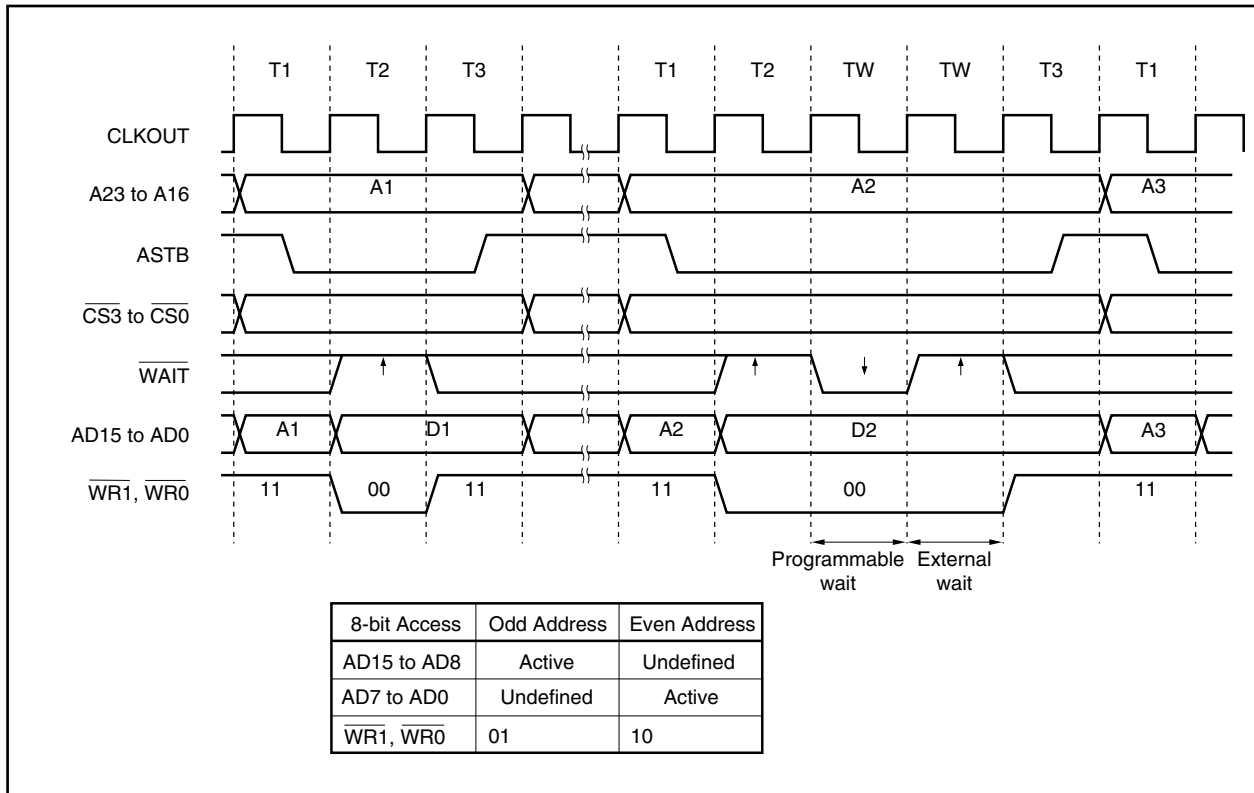 T1 T2 T3 T1 T2 TW TW T3 T1
CLKOUT
A23 to A16 A1 A2 A3
ASTB
CS3 to CS0
WAIT
AD15 to AD0 A1 D1 A2 D2 A3
WR1, WR0 11 00 11 11 00 11
Programmable wait
External wait
8-bit Access Odd Address Even Address
AD15 to AD8 Active Undefined
AD7 to AD0 Undefined Active
WR1, WR0 01 10